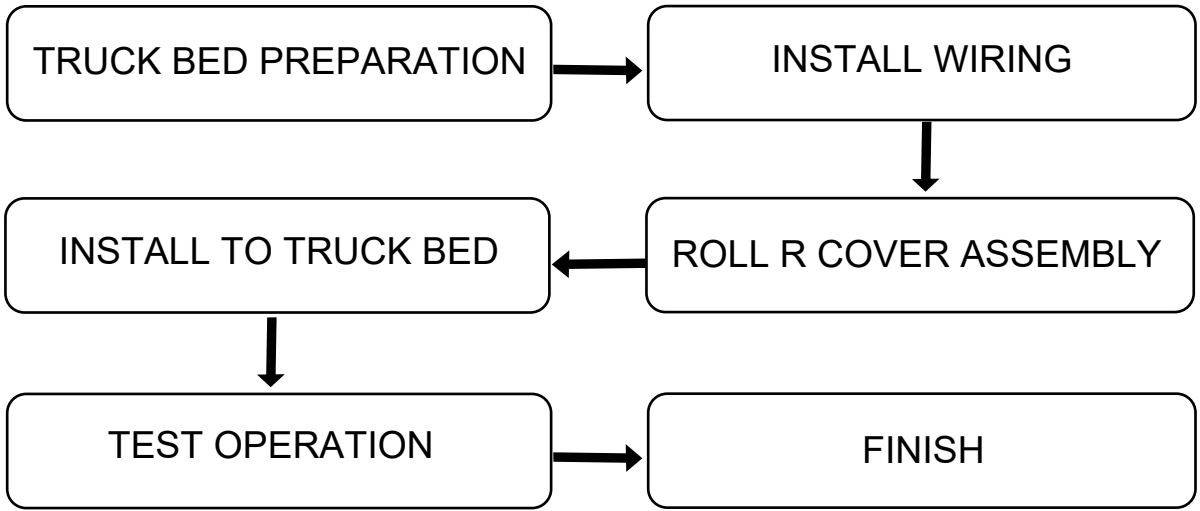 TRUCK BED PREPARATION
INSTALL WIRING
ROLL R COVER ASSEMBLY
INSTALL TO TRUCK BED
TEST OPERATION
FINISH